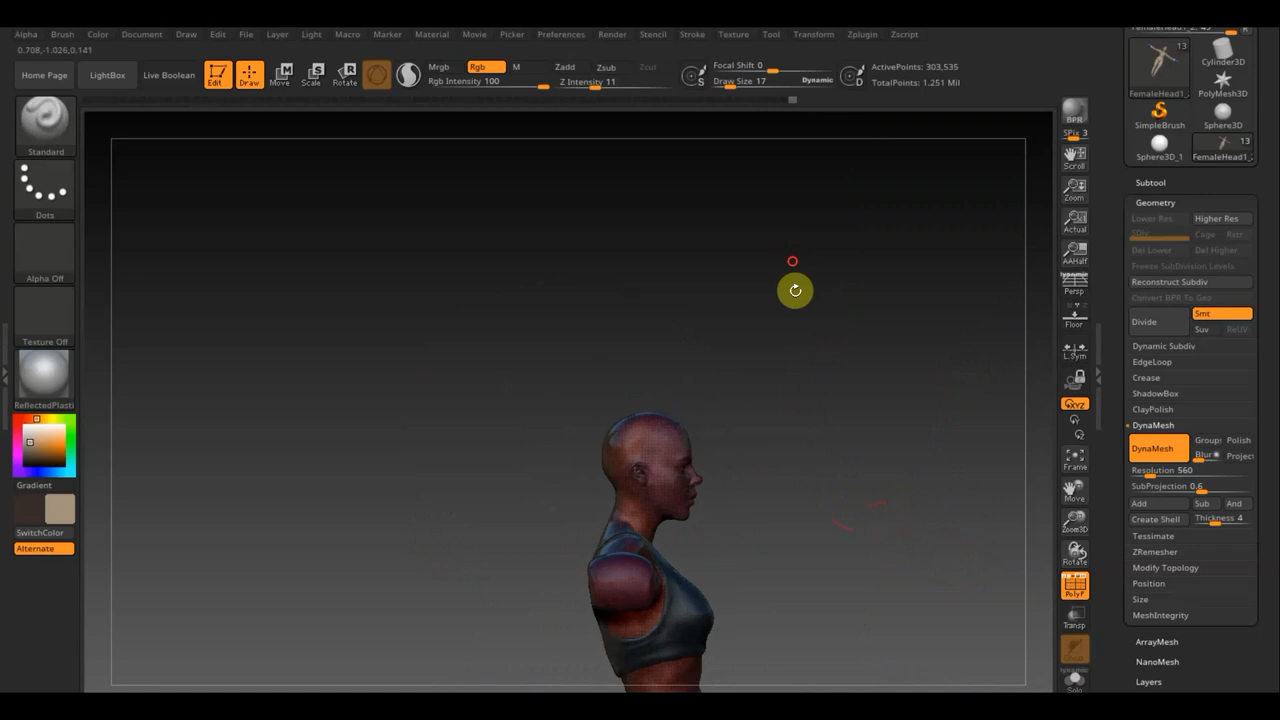 Alpha Brush Color Document Draw Edit File Layer Light Macro Marker Material Movie Picker Preferences Render Stencil Stroke Texture Tool Transform Zplugin Zscript
0.708,-1.026,0.141
Home Page LightBox Live Boolean Edit Draw Move Scale Rotate
Mrgb Rgb M Zadd Zsub Zcut
Rgb Intensity 100 Z Intensity 11
Focal Shift 0
Draw Size 17 Dynamic
S
D
ActivePoints: 303,535
TotalPoints: 1.251 Mil
Standard
Dots
Alpha Off
Texture Off
ReflectedPlasti
Gradient
SwitchColor
Alternate
BPR
SPix 3
Scroll
Zoom
Actual
AAHalf
Dynamic
Persp
Floor
L.Sym
XYZ
Frame
Move
Zoom3D
Rotate
PolyF
Transp
Solo
13
FemaleHead1_
Cylinder3D
PolyMesh3D
SimpleBrush
Sphere3D
Sphere3D_1
13
FemaleHead1_
Subtool
Geometry
Lower Res Higher Res
SDiv Cage Rstr
Del Lower Del Higher
Freeze SubDivision Levels
Reconstruct Subdiv
Convert BPR To Geo
Divide
Smt
Suv ReUV
Dynamic Subdiv
EdgeLoop
Crease
ShadowBox
ClayPolish
DynaMesh
DynaMesh
Groups Polish
Blur Project
Resolution 560
SubProjection 0.6
Add Sub And
Create Shell Thickness 4
Tessimate
ZRemesher
Modify Topology
Position
Size
MeshIntegrity
ArrayMesh
NanoMesh
Layers